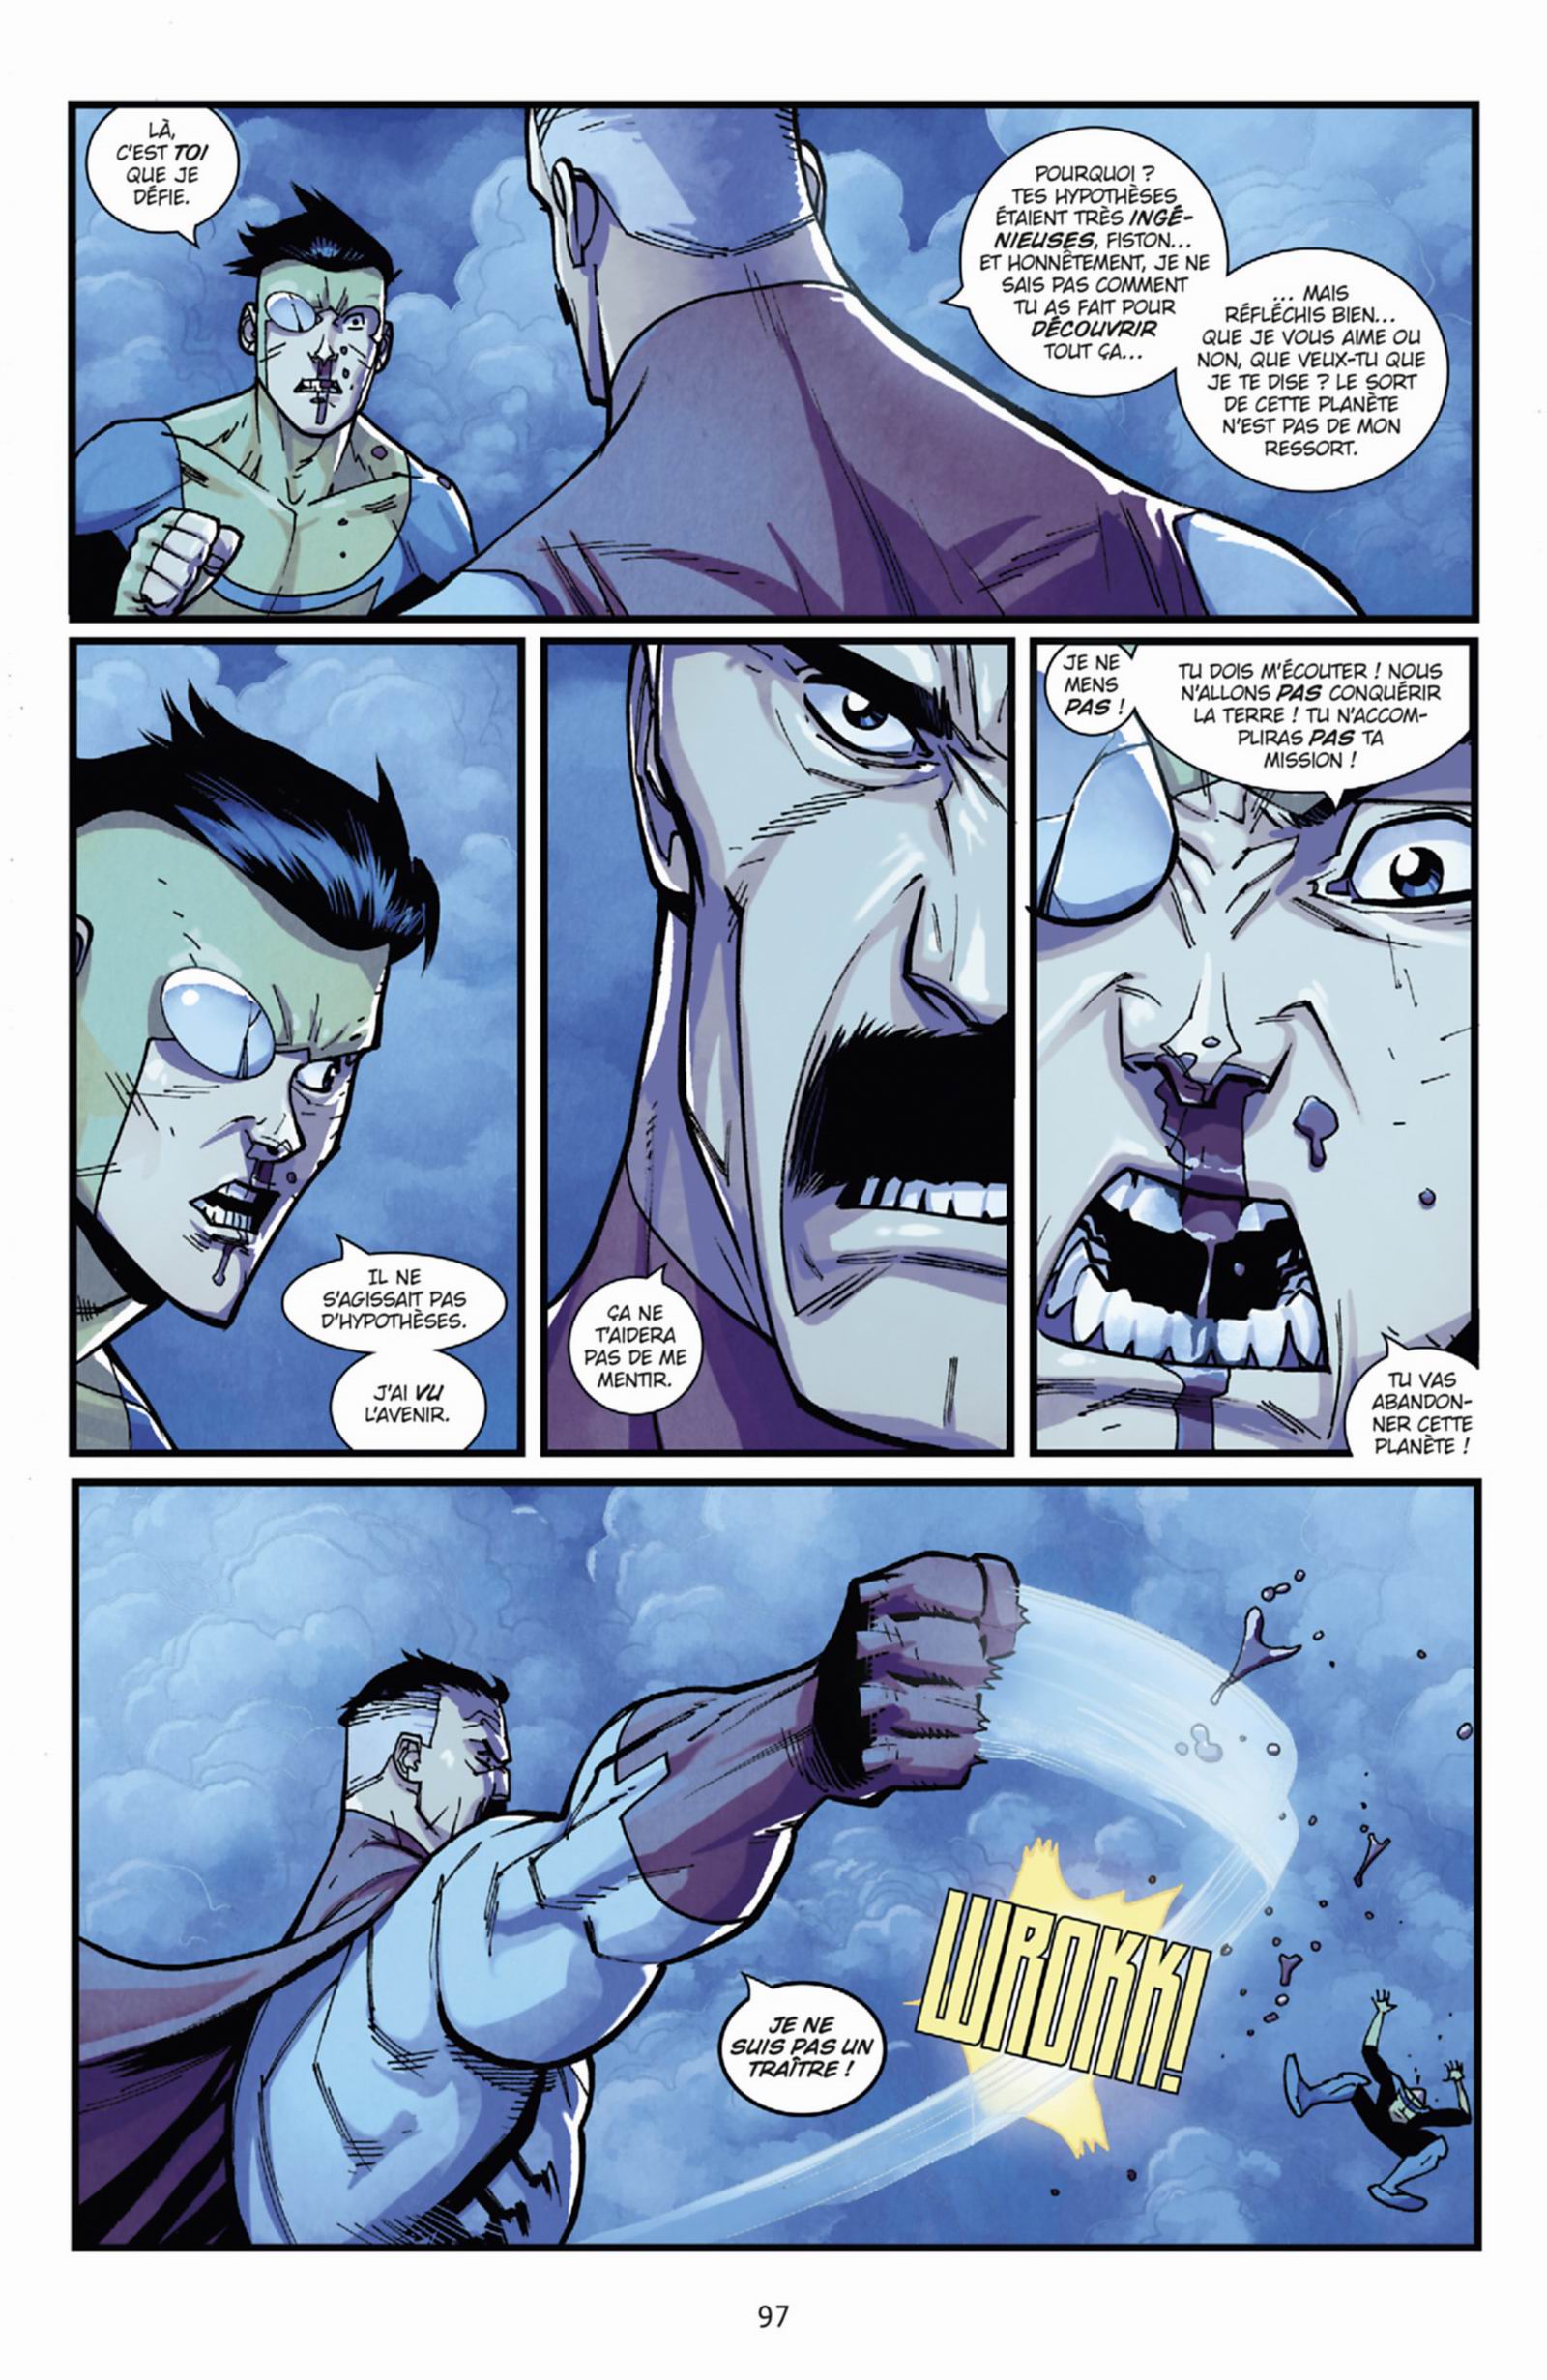 LÀ,
C'EST TOI
QUE JE
DÉFIE.
POURQUOI ?
TES HYPOTHÈSES
ÉTAIENT TRÈS INGÉ-
NIEUSES, FISTON...
ET HONNÊTEMENT, JE NE
SAIS PAS COMMENT
TU AS FAIT POUR
DÉCOUVRIR
TOUT ÇA...
... MAIS
RÉFLÉCHIS BIEN...
QUE JE VOUS AIME OU
NON, QUE VEUX-TU QUE
JE TE DISE ? LE SORT
DE CETTE PLANÈTE
N'EST PAS DE MON
RESSORT.
IL NE
S'AGISSAIT PAS
D'HYPOTHÈSES.
J'AI VU
L'AVENIR.
ÇA NE
T'AIDERA
PAS DE ME
MENTIR.
JE NE
MENS
PAS !
TU DOIS M'ÉCOUTER ! NOUS
N'ALLONS PAS CONQUÉRIR
LA TERRE ! TU N'ACCOM-
PLIRAS PAS TA
MISSION !
TU VAS
ABANDON-
NER CETTE
PLANÈTE !
JE NE
SUIS PAS UN
TRAÎTRE !
WROKK!
97